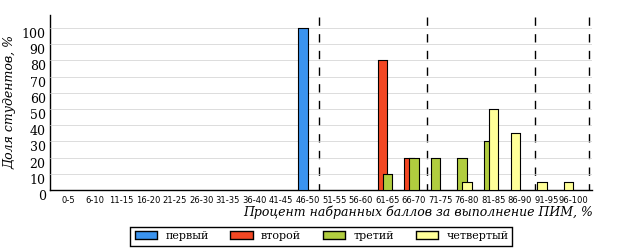 Доля студентов, %
100
90
80
70
60
50
40
30
20
10
0
0-5 6-10 11-15 16-20 21-25 26-30 31-35 36-40 41-45 46-50 51-55 56-60 61-65 66-70 71-75 76-80 81-85 86-90 91-95 96-100
Процент набранных баллов за выполнение ПИМ, %
первый второй третий четвертый